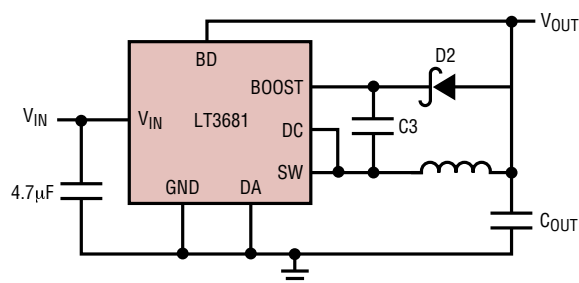 VOUT
BD
D2
BOOST
VIN
VIN
LT3681
DC
C3
SW
4.7µF
GND
DA
COUT